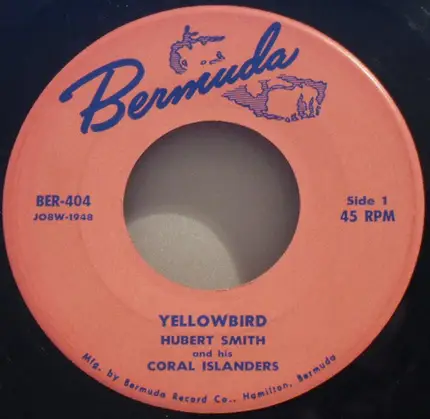 Bermuda
BER-404
JO8W-1948
Side 1
45 RPM
YELLOWBIRD
HUBERT SMITH
and his
CORAL ISLANDERS
Mfg. by Bermuda Record Co., Hamilton, Bermuda